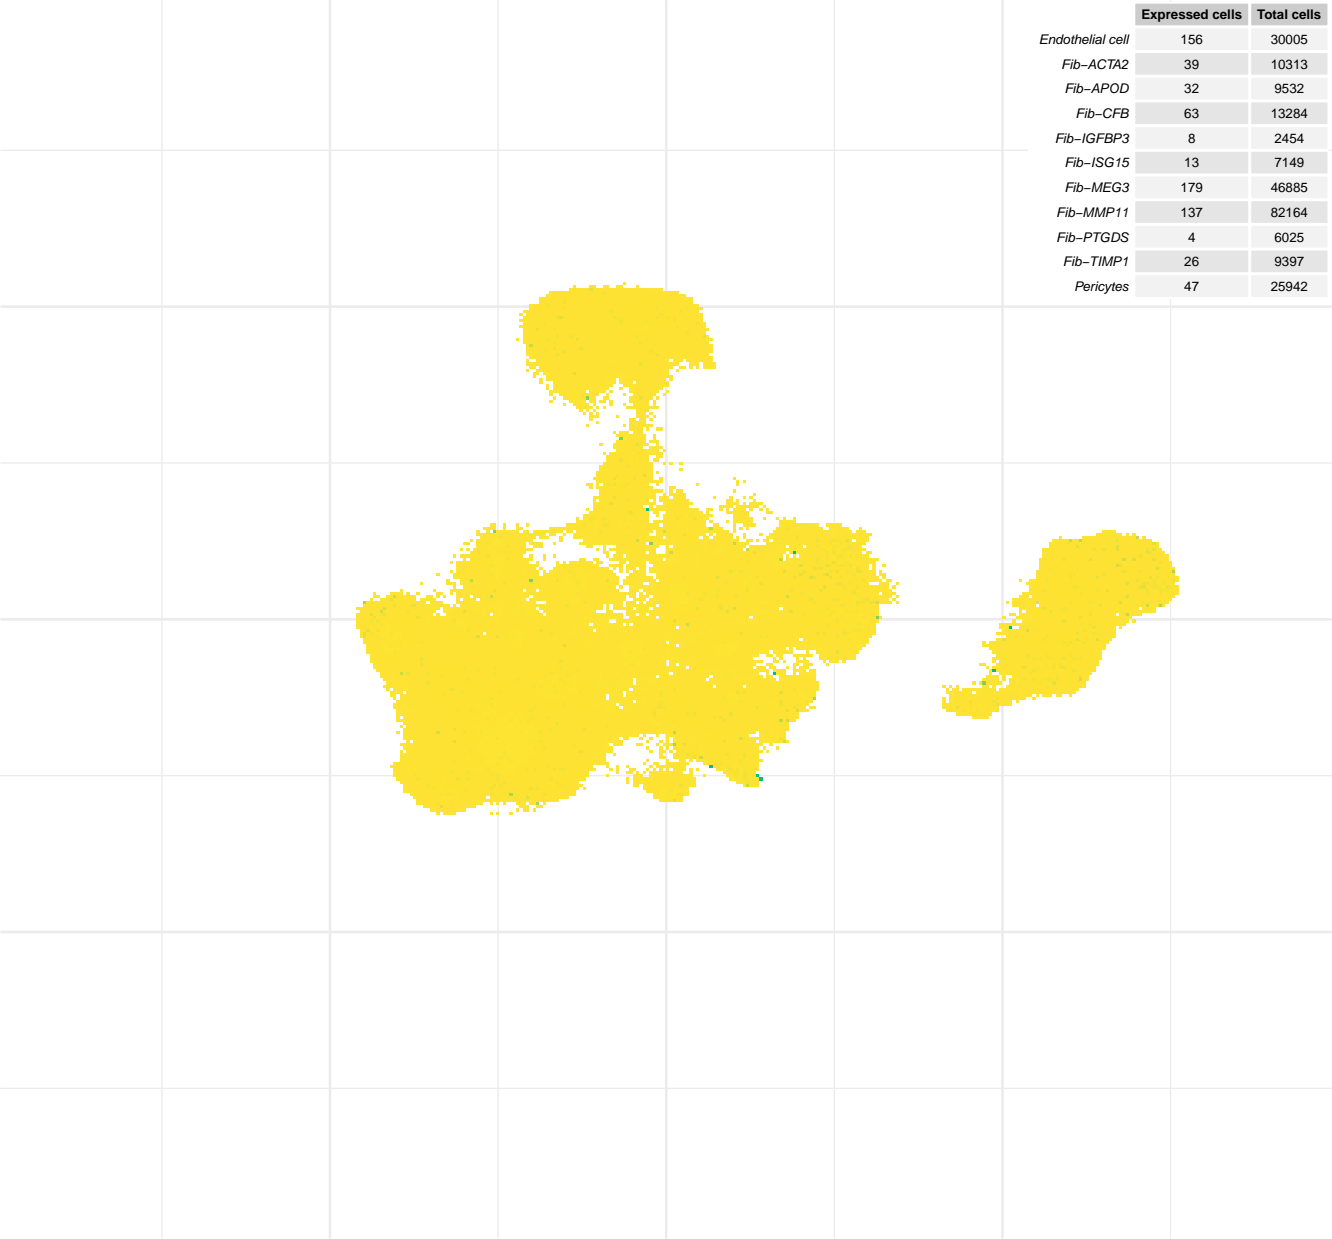 Expressed cells Total cells
Endothelial cell 156 30005
Fib−ACTA2 39 10313
Fib−APOD 32 9532
Fib−CFB 63 13284
Fib−IGFBP3 8 2454
Fib−ISG15 13 7149
Fib−MEG3 179 46885
Fib−MMP11 137 82164
Fib−PTGDS 4 6025
Fib−TIMP1 26 9397
Pericytes 47 25942